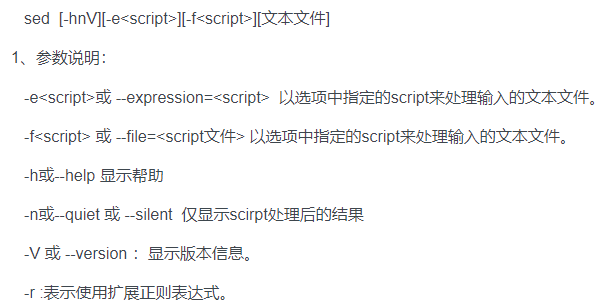 sed  [-hnV][-e<script>][-f<script>][文本文件]
1、参数说明：
-e<script>或 --expression=<script>  以选项中指定的script来处理输入的文本文件。
-f<script> 或 --file=<script文件> 以选项中指定的script来处理输入的文本文件。
-h或--help 显示帮助
-n或--quiet 或 --silent  仅显示scirpt处理后的结果
-V 或 --version ： 显示版本信息。
-r :表示使用扩展正则表达式。